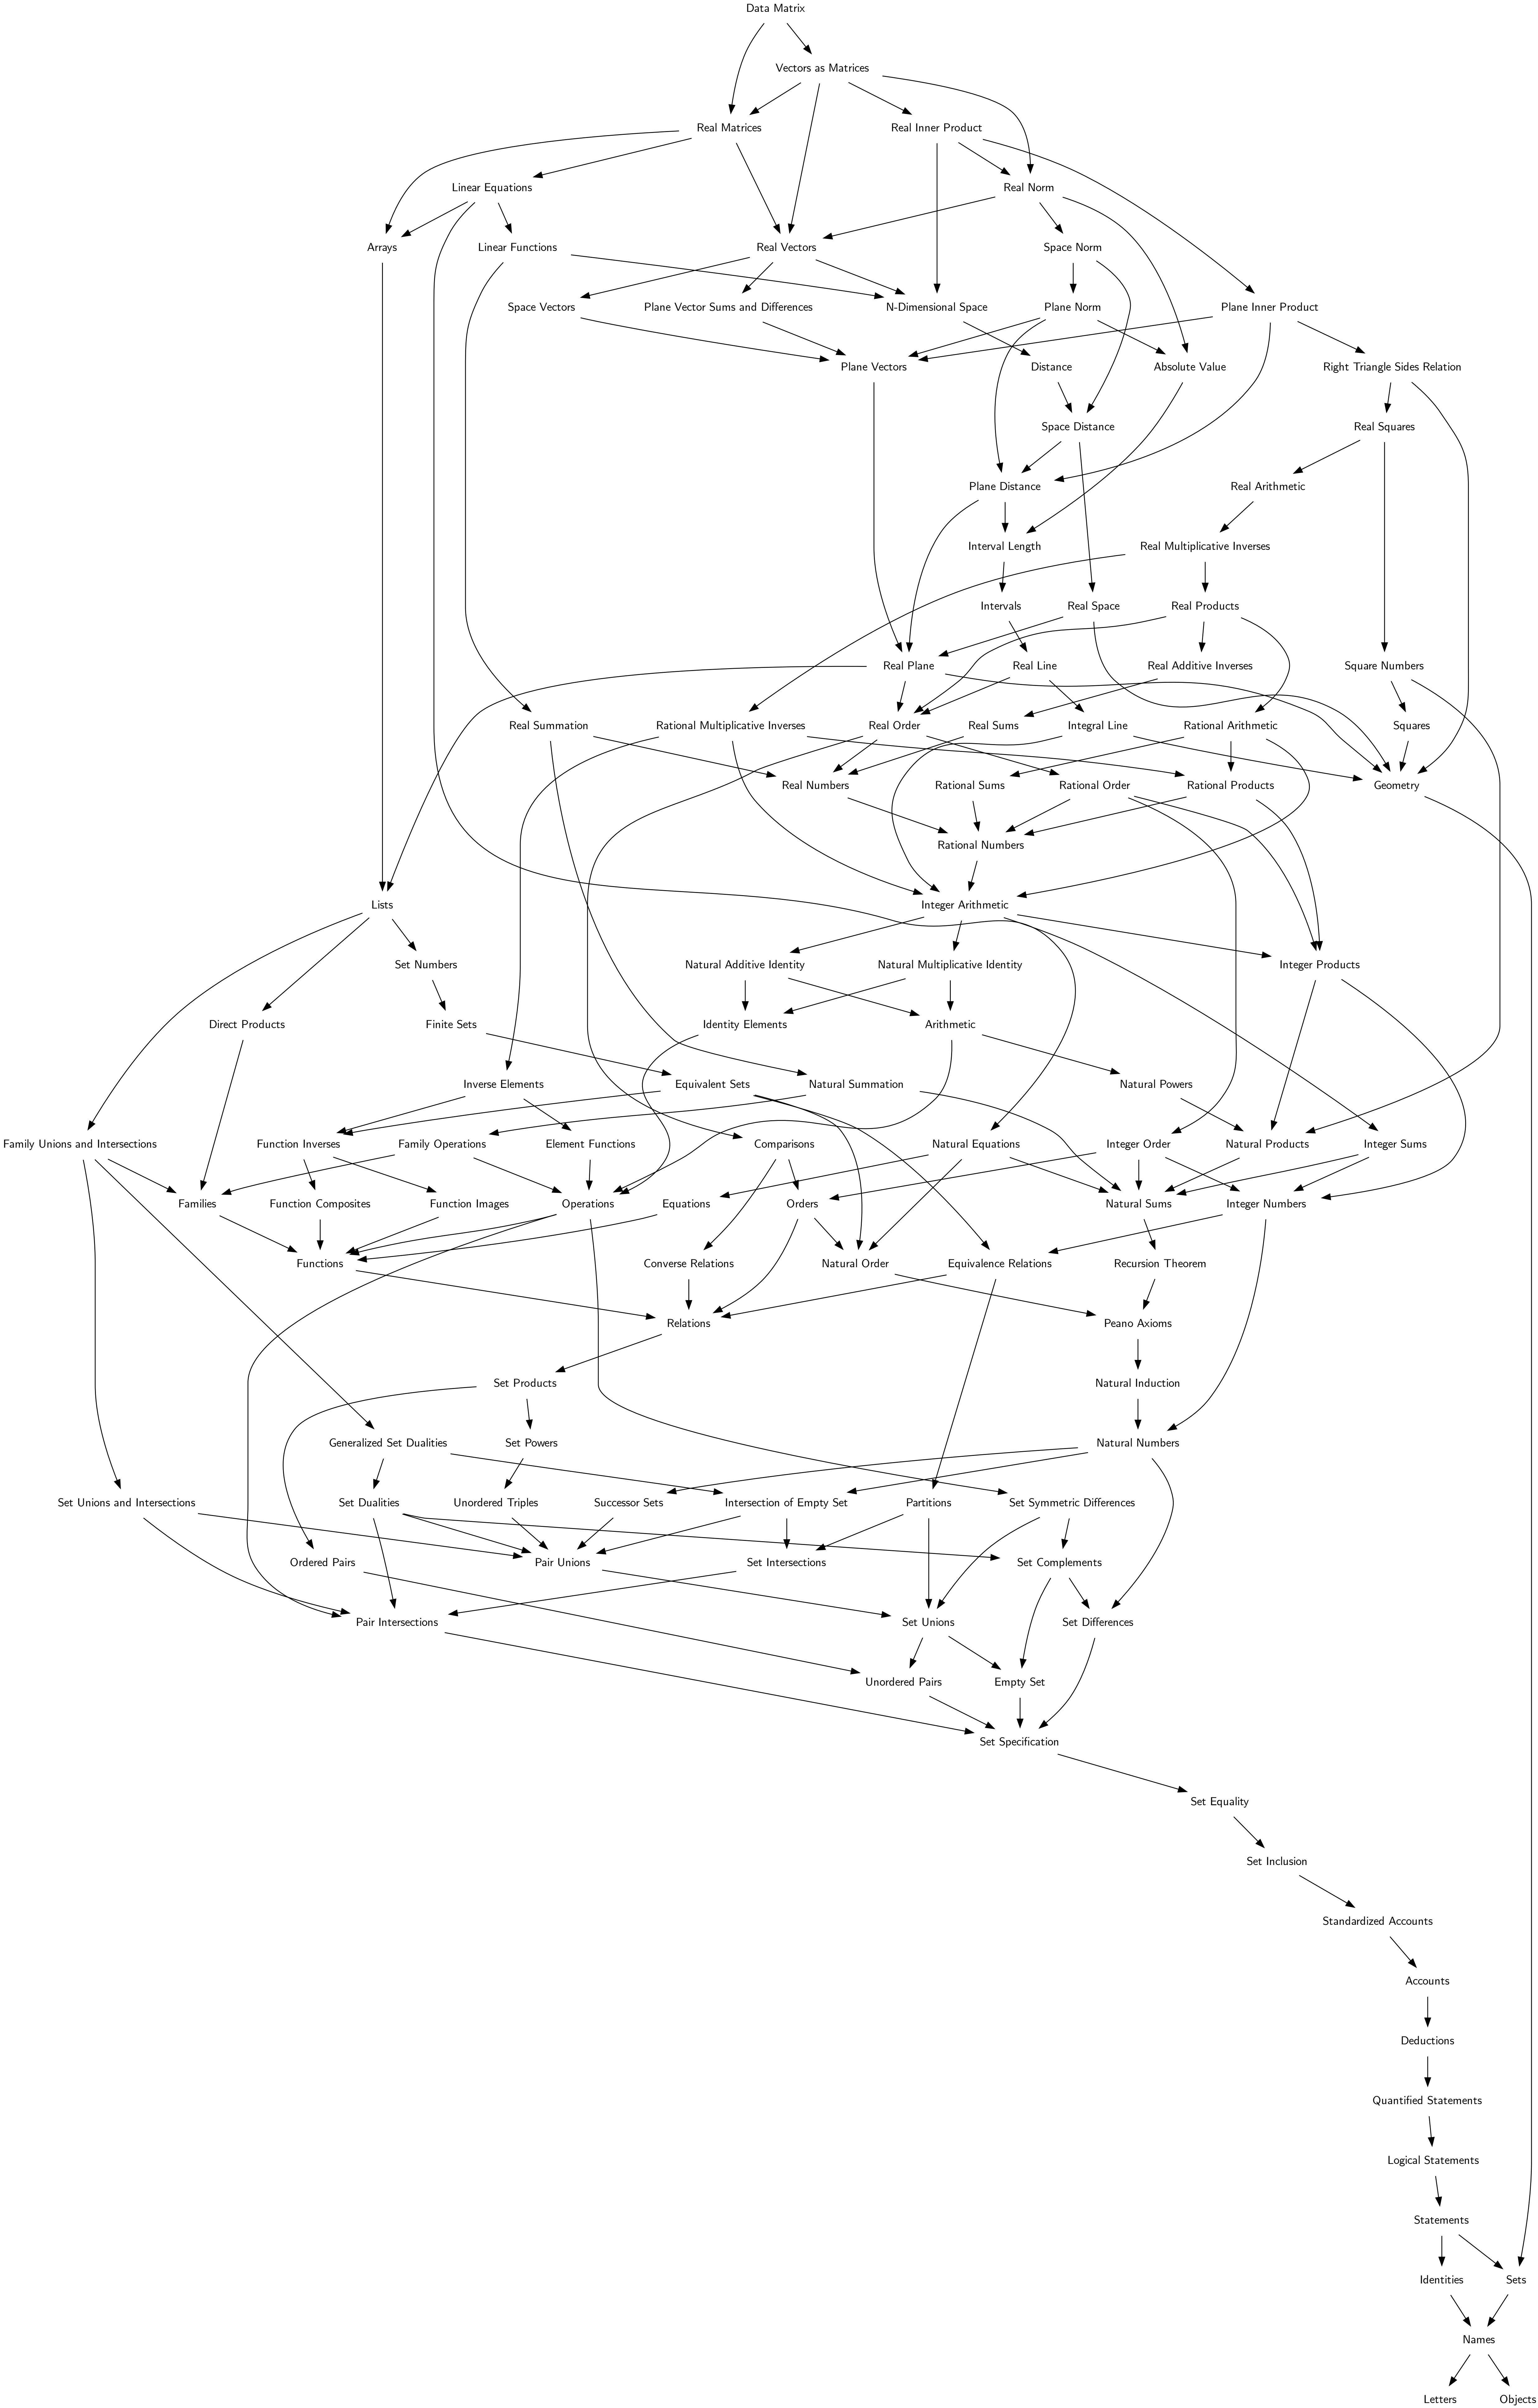 Data Matrix
Vectors as Matrices
Real Matrices
Real Inner Product
Linear Equations
Real Norm
Arrays
Linear Functions
Real Vectors
Space Norm
Space Vectors
Plane Vector Sums and Differences
N-Dimensional Space
Plane Norm
Plane Inner Product
Plane Vectors
Distance
Absolute Value
Right Triangle Sides Relation
Space Distance
Real Squares
Plane Distance
Real Arithmetic
Interval Length
Real Multiplicative Inverses
Intervals
Real Space
Real Products
Real Plane
Real Line
Real Additive Inverses
Square Numbers
Real Summation
Rational Multiplicative Inverses
Real Order
Real Sums
Integral Line
Rational Arithmetic
Squares
Real Numbers
Rational Sums
Rational Order
Rational Products
Geometry
Rational Numbers
Lists
Integer Arithmetic
Set Numbers
Natural Additive Identity
Natural Multiplicative Identity
Integer Products
Direct Products
Finite Sets
Identity Elements
Arithmetic
Inverse Elements
Equivalent Sets
Natural Summation
Natural Powers
Family Unions and Intersections
Function Inverses
Family Operations
Element Functions
Comparisons
Natural Equations
Integer Order
Natural Products
Integer Sums
Families
Function Composites
Function Images
Operations
Equations
Orders
Natural Sums
Integer Numbers
Functions
Converse Relations
Natural Order
Equivalence Relations
Recursion Theorem
Relations
Peano Axioms
Set Products
Natural Induction
Generalized Set Dualities
Set Powers
Natural Numbers
Set Unions and Intersections
Set Dualities
Unordered Triples
Successor Sets
Intersection of Empty Set
Partitions
Set Symmetric Differences
Ordered Pairs
Pair Unions
Set Intersections
Set Complements
Pair Intersections
Set Unions
Set Differences
Unordered Pairs
Empty Set
Set Specification
Set Equality
Set Inclusion
Standardized Accounts
Accounts
Deductions
Quantified Statements
Logical Statements
Statements
Identities
Sets
Names
Letters
Objects